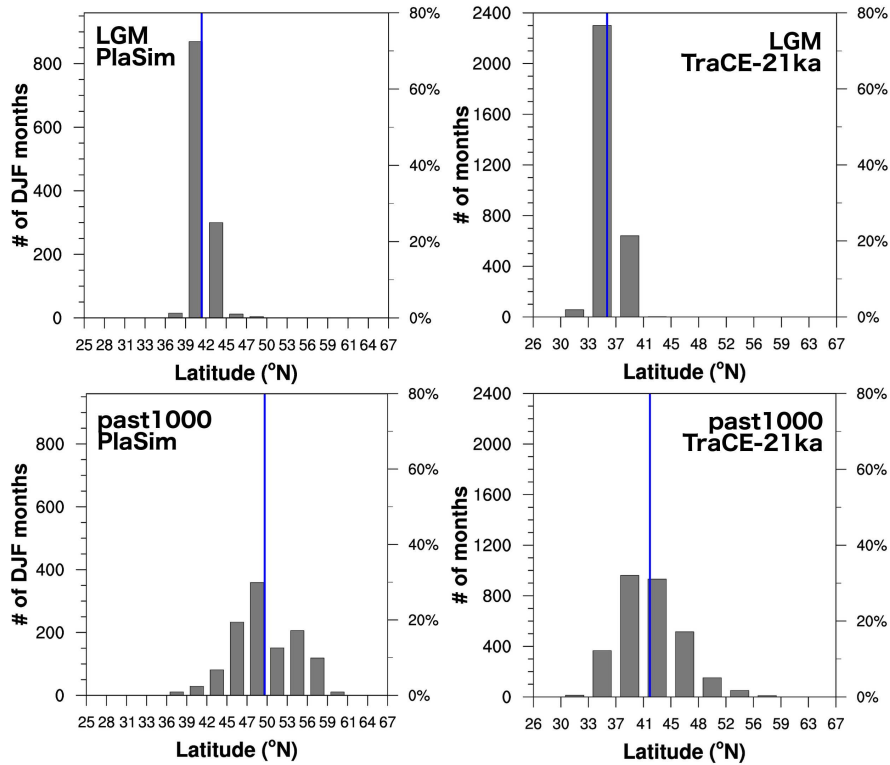 LGM
PlaSim
# of DJF months
800
600
400
200
0
80%
60%
40%
20%
0%
25 28 31 33 36 39 42 45 47 50 53 56 59 61 64 67
Latitude (°N)
LGM
TraCE-21ka
# of months
2400
2000
1600
1200
800
400
0
80%
60%
40%
20%
0%
26 30 33 37 41 45 48 52 56 59 63 67
Latitude (°N)
past1000
PlaSim
# of DJF months
800
600
400
200
0
80%
60%
40%
20%
0%
25 28 31 33 36 39 42 45 47 50 53 56 59 61 64 67
Latitude (°N)
past1000
TraCE-21ka
# of months
2400
2000
1600
1200
800
400
0
80%
60%
40%
20%
0%
26 30 33 37 41 45 48 52 56 59 63 67
Latitude (°N)